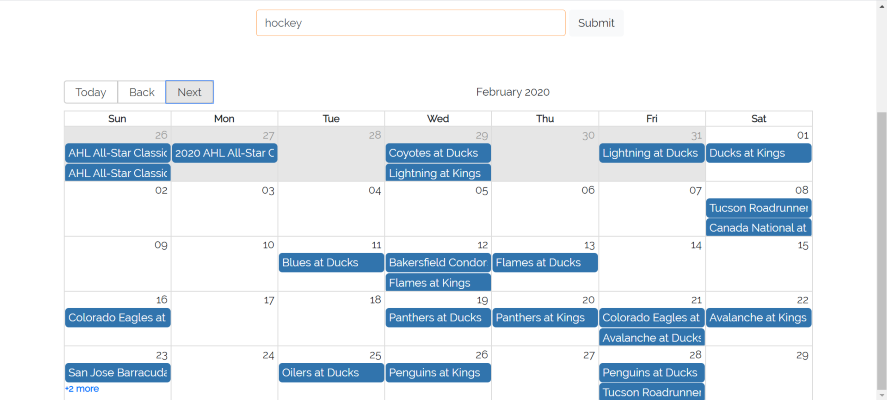 hockey Submit
Today Back Next February 2020
Sun Mon Tue Wed Thu Fri Sat
26 27 28 29 30 31 01
AHL All-Star Classic 2020 AHL All-Star C Coyotes at Ducks Lightning at Ducks Ducks at Kings
AHL All-Star Classic Lightning at Kings
02 03 04 05 06 07 08
Tucson Roadrunner
Canada National at
09 10 11 12 13 14 15
Blues at Ducks Bakersfield Condor Flames at Ducks
Flames at Kings
16 17 18 19 20 21 22
Colorado Eagles at Panthers at Ducks Panthers at Kings Colorado Eagles at Avalanche at Kings
Avalanche at Ducks
23 24 25 26 27 28 29
San Jose Barracuda Oilers at Ducks Penguins at Kings Penguins at Ducks
+2 more Tucson Roadrunner